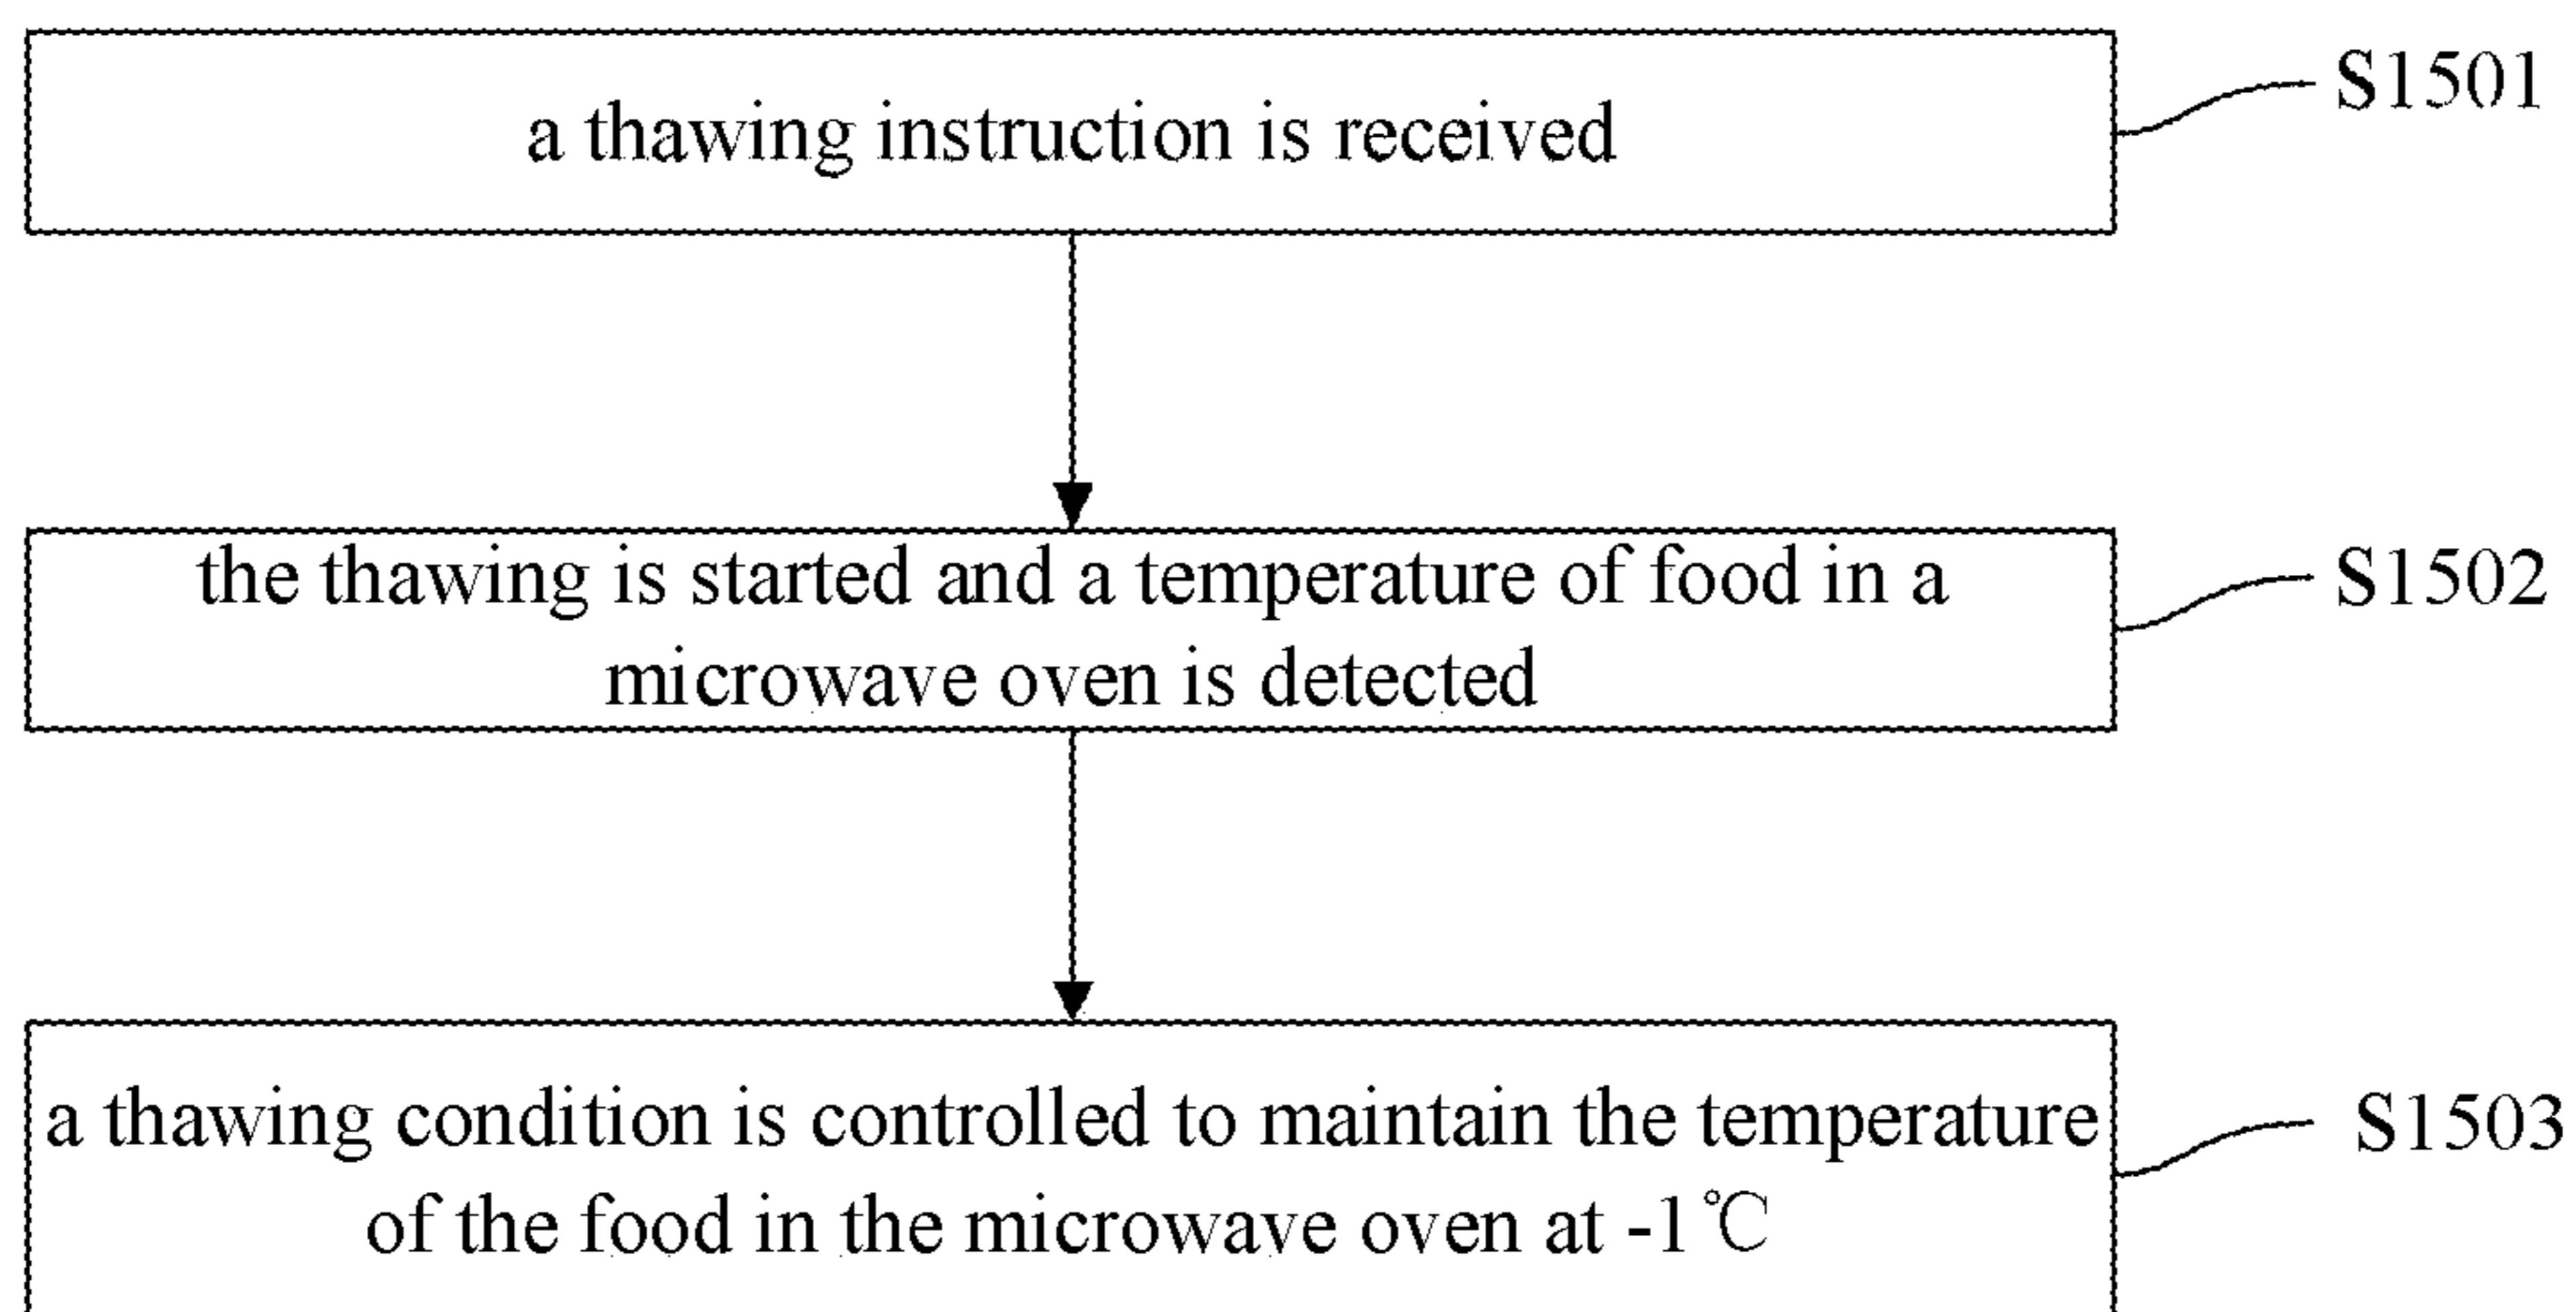 a thawing instruction is received
S1501
the thawing is started and a temperature of food in a
microwave oven is detected
S1502
a thawing condition is controlled to maintain the temperature
of the food in the microwave oven at -1℃
S1503